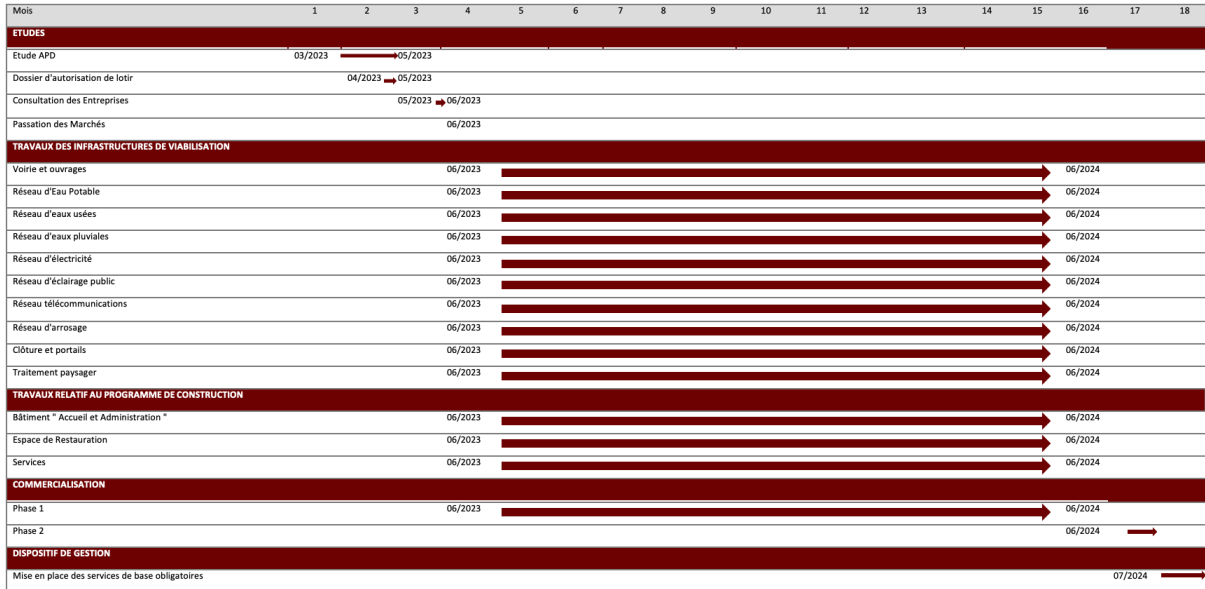 Mois 1 2 3 4 5 6 7 8 9 10 11 12 13 14 15 16 17 18
ETUDES
Etude APD 03/2023 05/2023
Dossier d'autorisation de lotir 04/2023 05/2023
Consultation des Entreprises 05/2023 06/2023
Passation des Marchés 06/2023
TRAVAUX DES INFRASTRUCTURES DE VIABILISATION
Voirie et ouvrages 06/2023 06/2024
Réseau d'Eau Potable 06/2023 06/2024
Réseau d'eaux usées 06/2023 06/2024
Réseau d'eaux pluviales 06/2023 06/2024
Réseau d'électricité 06/2023 06/2024
Réseau d'éclairage public 06/2023 06/2024
Réseau télécommunications 06/2023 06/2024
Réseau d'arrosage 06/2023 06/2024
Clôture et portails 06/2023 06/2024
Traitement paysager 06/2023 06/2024
TRAVAUX RELATIF AU PROGRAMME DE CONSTRUCTION
Bâtiment " Accueil et Administration " 06/2023 06/2024
Espace de Restauration 06/2023 06/2024
Services 06/2023 06/2024
COMMERCIALISATION
Phase 1 06/2023 06/2024
Phase 2 06/2024
DISPOSITIF DE GESTION
Mise en place des services de base obligatoires 07/2024